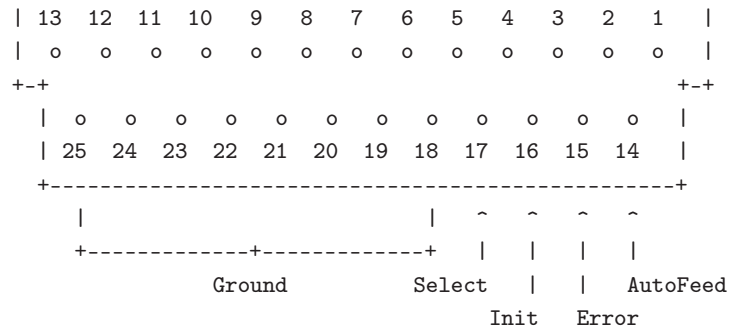 | 13 12 11 10 9 8 7 6 5 4 3 2 1 |
| o o o o o o o o o o o o o |
+-+ +-+
| o o o o o o o o o o o o |
| 25 24 23 22 21 20 19 18 17 16 15 14 |
+---------------------------------------------------+
| | ^ ^ ^ ^
+-------------+-------------+ | | | |
Ground Select | | AutoFeed
Init Error